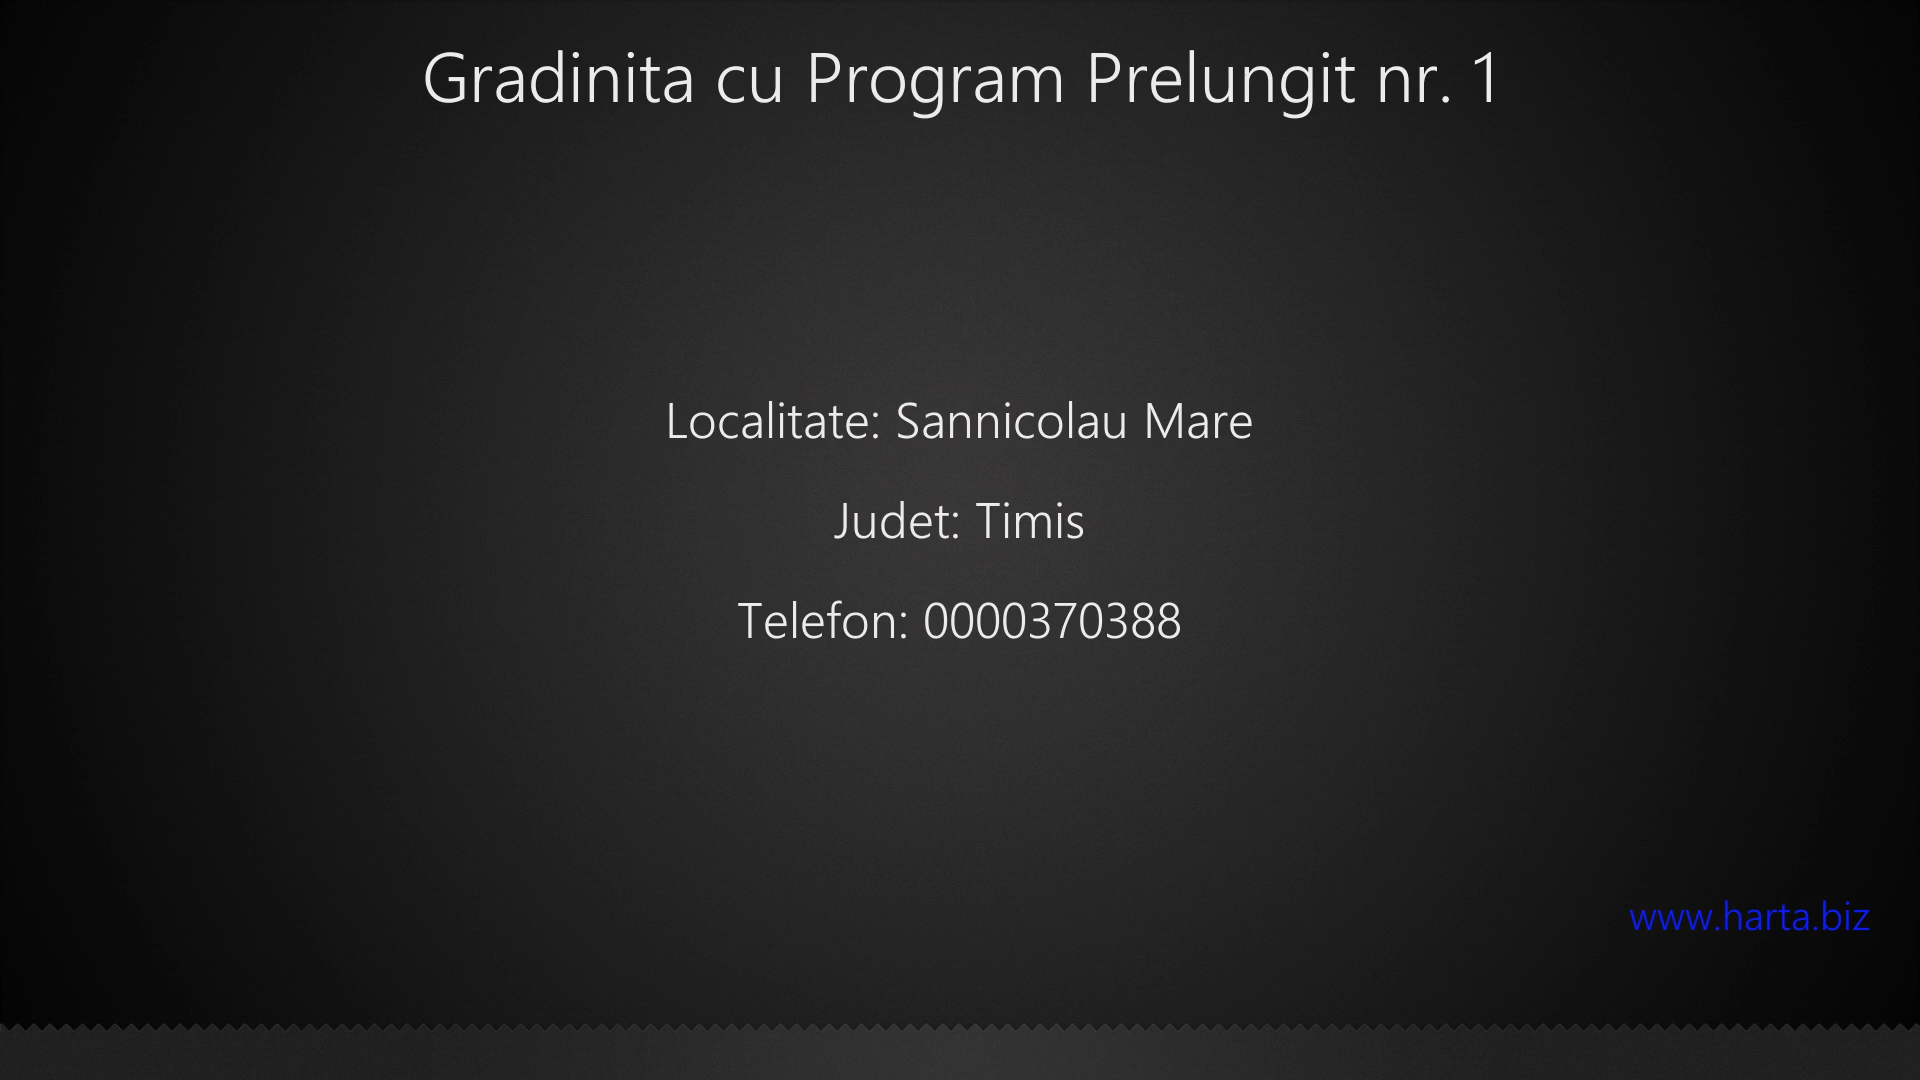 Gradinita cu Program Prelungit nr. 1
Localitate: Sannicolau Mare
Judet: Timis
Telefon: 0000370388
www.harta.biz